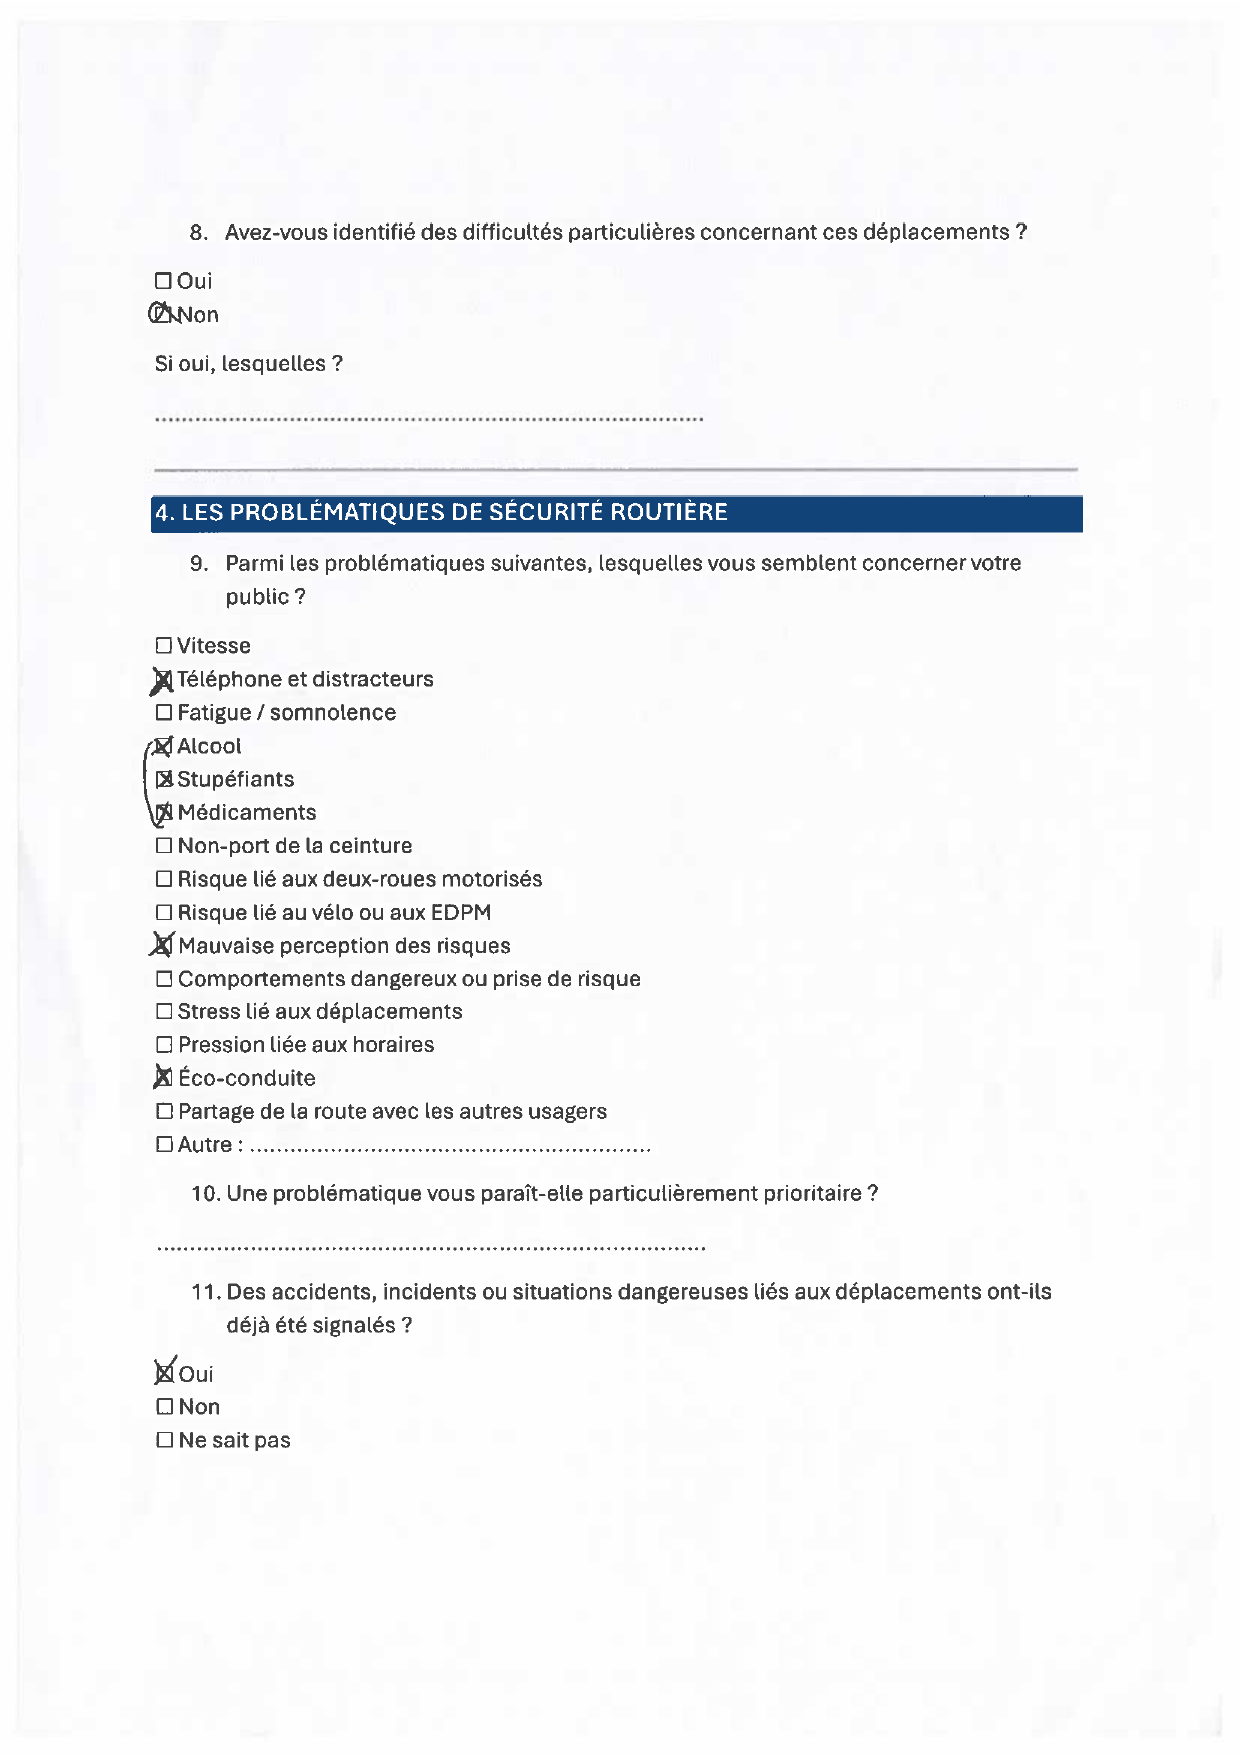 8. Avez-vous identifié des difficultés particulières concernant ces déplacements ?
☐ Oui
☒ Non
Si oui, lesquelles ?
....................................................................................
4. LES PROBLÉMATIQUES DE SÉCURITÉ ROUTIÈRE
9. Parmi les problématiques suivantes, lesquelles vous semblent concerner votre
public ?
☐ Vitesse
☒ Téléphone et distracteurs
☐ Fatigue / somnolence
☒ Alcool
☒ Stupéfiants
☒ Médicaments
☐ Non-port de la ceinture
☐ Risque lié aux deux-roues motorisés
☐ Risque lié au vélo ou aux EDPM
☒ Mauvaise perception des risques
☐ Comportements dangereux ou prise de risque
☐ Stress lié aux déplacements
☐ Pression liée aux horaires
☒ Éco-conduite
☐ Partage de la route avec les autres usagers
☐ Autre : .............................................................
10. Une problématique vous paraît-elle particulièrement prioritaire ?
....................................................................................
11. Des accidents, incidents ou situations dangereuses liés aux déplacements ont-ils
déjà été signalés ?
☒ Oui
☐ Non
☐ Ne sait pas